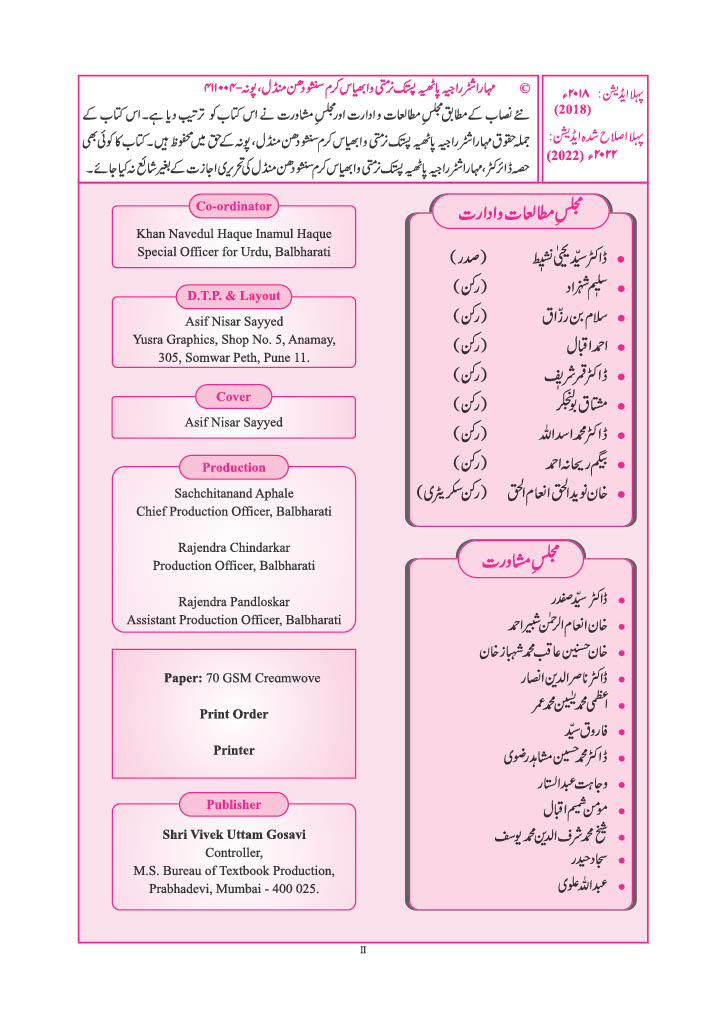 پہلا ایڈیشن: ۲۰۱۸ء
(2018)
پہلا اصلاح شدہ ایڈیشن:
۲۰۲۲ء (2022)
© مہاراشٹر راجیہ پاٹھیہ پستک نرمتی و ابھیاس کرم سنشودھن منڈل، پونہ-۴۱۱۰۰۴
نئے نصاب کے مطابق مجلسِ مطالعات و ادارت اور مجلسِ مشاورت نے اس کتاب کو ترتیب دیا ہے۔ اس کتاب کے
جملہ حقوق مہاراشٹر راجیہ پاٹھیہ پستک نرمتی و ابھیاس کرم سنشودھن منڈل، پونہ کے حق میں محفوظ ہیں۔ کتاب کا کوئی بھی
حصہ ڈائرکٹر، مہاراشٹر راجیہ پاٹھیہ پستک نرمتی و ابھیاس کرم سنشودھن منڈل کی تحریری اجازت کے بغیر شائع نہ کیا جائے۔
مجلسِ مطالعات و ادارت
• ڈاکٹر سیّد یحییٰ نشیط (صدر)
• سلیم شہزاد (رکن)
• سلام بن رزّاق (رکن)
• احمد اقبال (رکن)
• ڈاکٹر قمر شریف (رکن)
• مشتاق بونجکر (رکن)
• ڈاکٹر محمد اسد اللہ (رکن)
• بیگم ریحانہ احمد (رکن)
• خان نوید الحق انعام الحق (رکن سکریٹری)
مجلسِ مشاورت
• ڈاکٹر سیّد صفدر
• خان انعام الرحمٰن شبیر احمد
• خان حسنین عاقب محمد شہباز خان
• ڈاکٹر ناصر الدین انصار
• اعظمی محمد یٰسین محمد عمر
• فاروق سیّد
• ڈاکٹر محمد حسین مشاہد رضوی
• وجاہت عبد الستار
• مومن شمیم اقبال
• شیخ محمد شرف الدین محمد یوسف
• سجاد حیدر
• عبداللہ علوی
Co-ordinator
Khan Navedul Haque Inamul Haque
Special Officer for Urdu, Balbharati
D.T.P. & Layout
Asif Nisar Sayyed
Yusra Graphics, Shop No. 5, Anamay,
305, Somwar Peth, Pune 11.
Cover
Asif Nisar Sayyed
Production
Sachchitanand Aphale
Chief Production Officer, Balbharati
Rajendra Chindarkar
Production Officer, Balbharati
Rajendra Pandloskar
Assistant Production Officer, Balbharati
Paper: 70 GSM Creamwove
Print Order
Printer
Publisher
Shri Vivek Uttam Gosavi
Controller,
M.S. Bureau of Textbook Production,
Prabhadevi, Mumbai - 400 025.
II